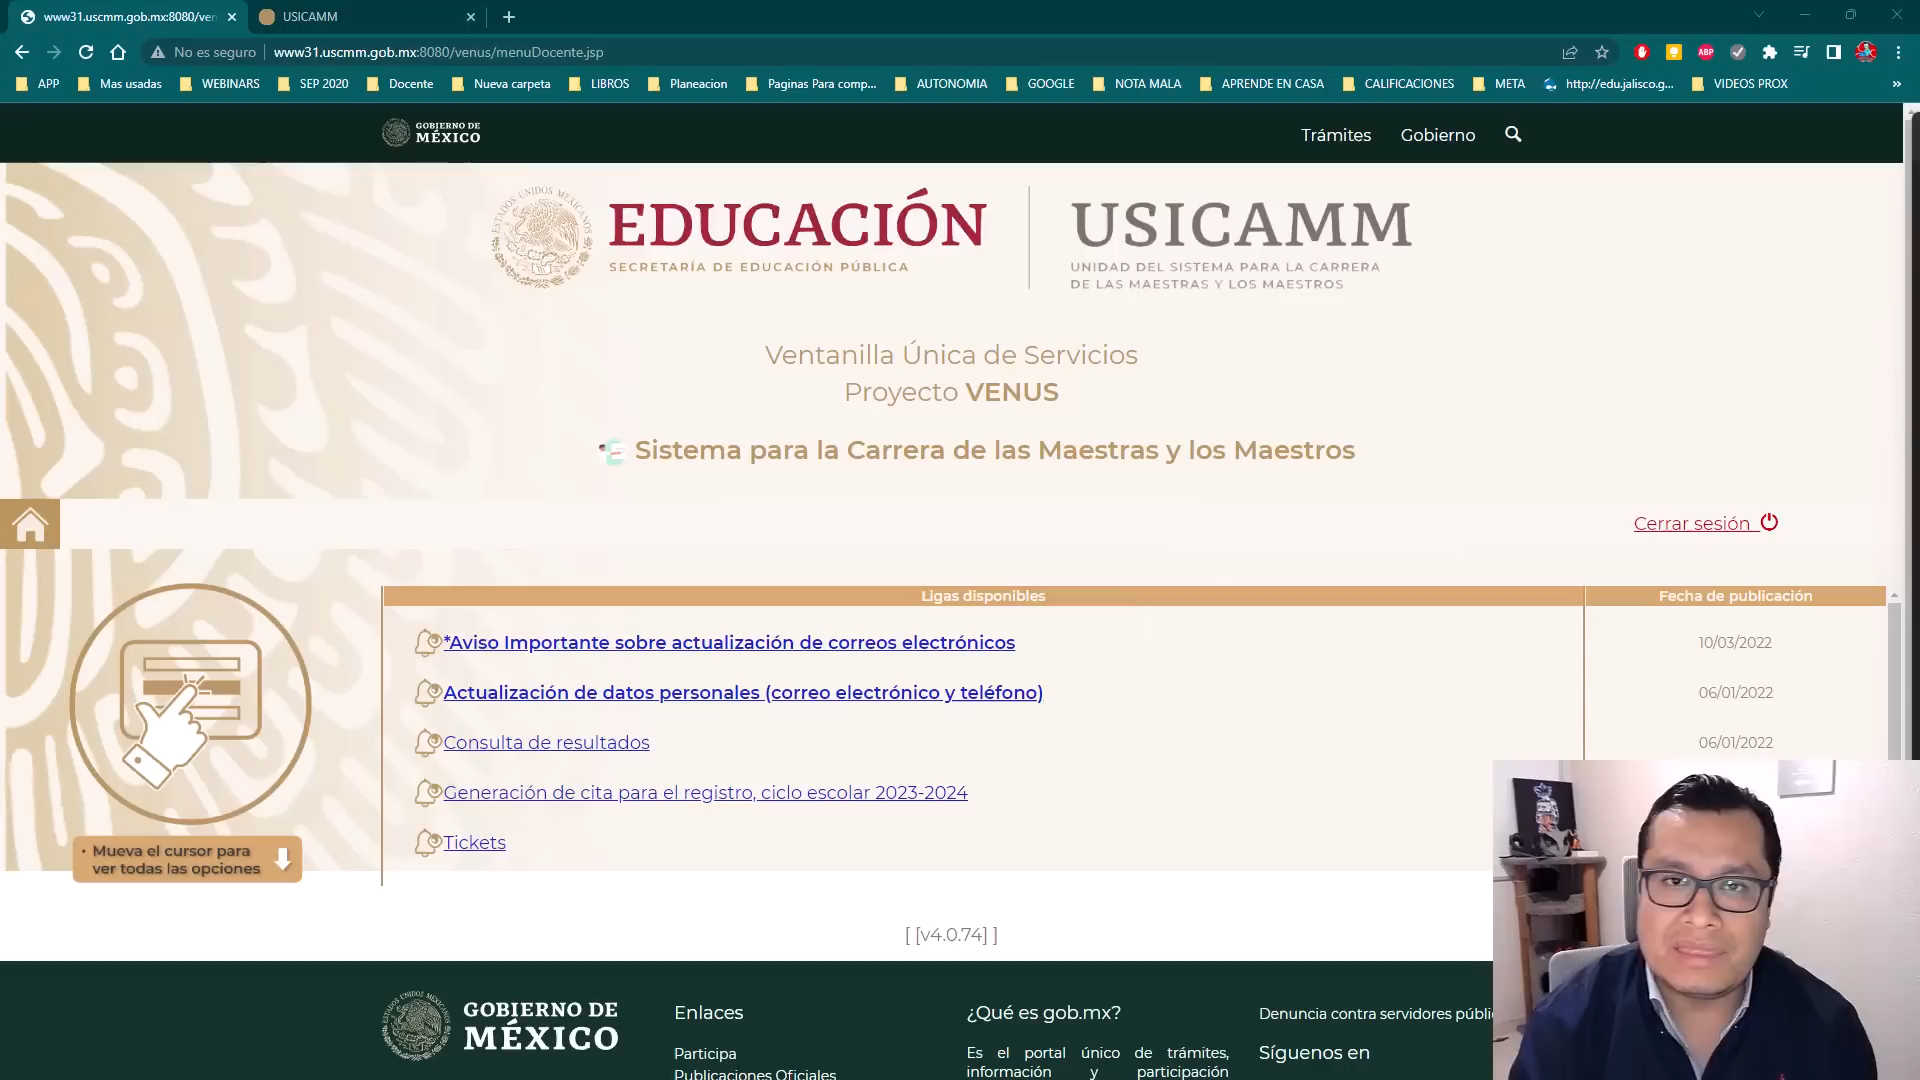 www31.uscmm.gob.mx:8080/ven
USICAMM
No es seguro
www31.uscmm.gob.mx:8080/venus/menuDocente.jsp
APP
Mas usadas
WEBINARS
SEP 2020
Docente
Nueva carpeta
LIBROS
Planeacion
Paginas Para comp...
AUTONOMIA
GOOGLE
NOTA MALA
APRENDE EN CASA
CALIFICACIONES
META
http://edu.jalisco.g...
VIDEOS PROX
»
GOBIERNO DE
MÉXICO
Trámites
Gobierno
ESTADOS UNIDOS MEXICANOS
EDUCACIÓN
SECRETARÍA DE EDUCACIÓN PÚBLICA
USICAMM
UNIDAD DEL SISTEMA PARA LA CARRERA
DE LAS MAESTRAS Y LOS MAESTROS
Ventanilla Única de Servicios
Proyecto VENUS
Sistema para la Carrera de las Maestras y los Maestros
Cerrar sesión
Ligas disponibles
Fecha de publicación
*Aviso Importante sobre actualización de correos electrónicos
10/03/2022
Actualización de datos personales (correo electrónico y teléfono)
06/01/2022
Consulta de resultados
06/01/2022
Generación de cita para el registro, ciclo escolar 2023-2024
Tickets
· Mueva el cursor para
ver todas las opciones
[ [v4.0.74] ]
GOBIERNO DE
MÉXICO
Enlaces
Participa
Publicaciones Oficiales
¿Qué es gob.mx?
Es el portal único de trámites,
información y participación
Denuncia contra servidores públi
Síguenos en